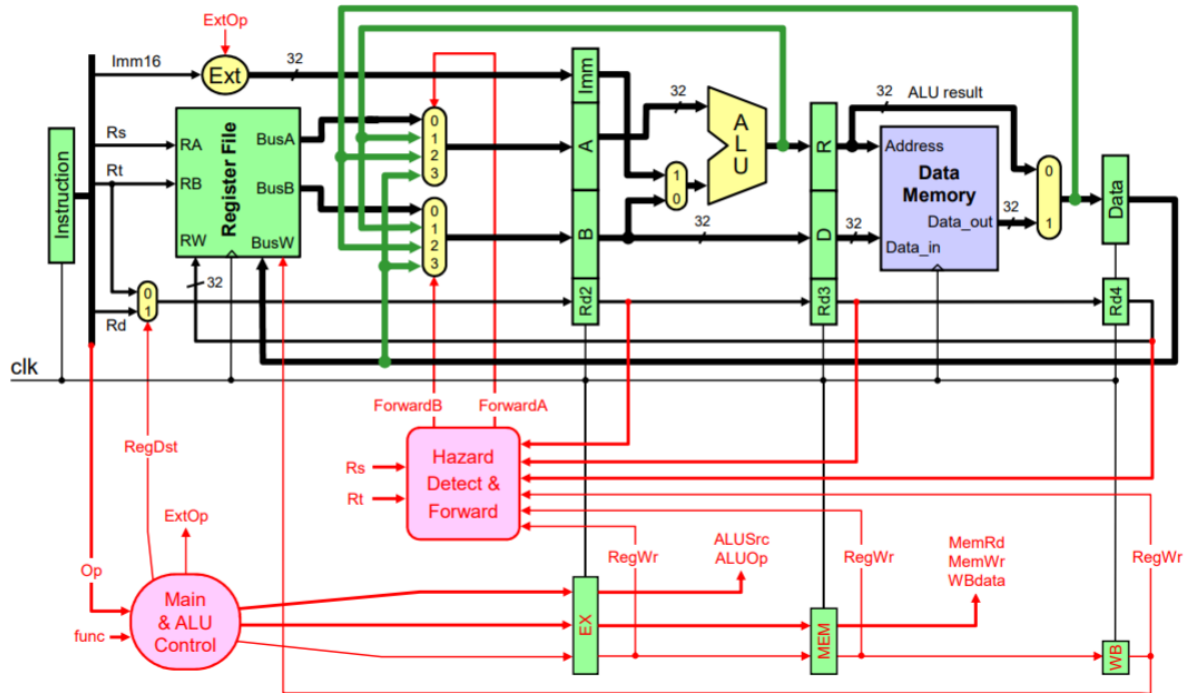 ExtOp
Imm16
Ext
32
Imm
32
32
ALU result
Instruction
Rs
RA
Register File
BusA
0
1
2
3
A
A
L
U
R
Address
Data
Memory
0
Data
Rt
RB
BusB
0
1
2
3
1
0
B
32
D
32
Data_out
32
1
RW
BusW
Data_in
32
0
1
Rd
Rd2
Rd3
Rd4
clk
ForwardB
ForwardA
RegDst
Rs
Hazard
Detect &
Forward
Rt
ExtOp
ALUSrc
ALUOp
MemRd
MemWr
WBdata
RegWr
RegWr
RegWr
Op
func
Main
& ALU
Control
EX
MEM
WB